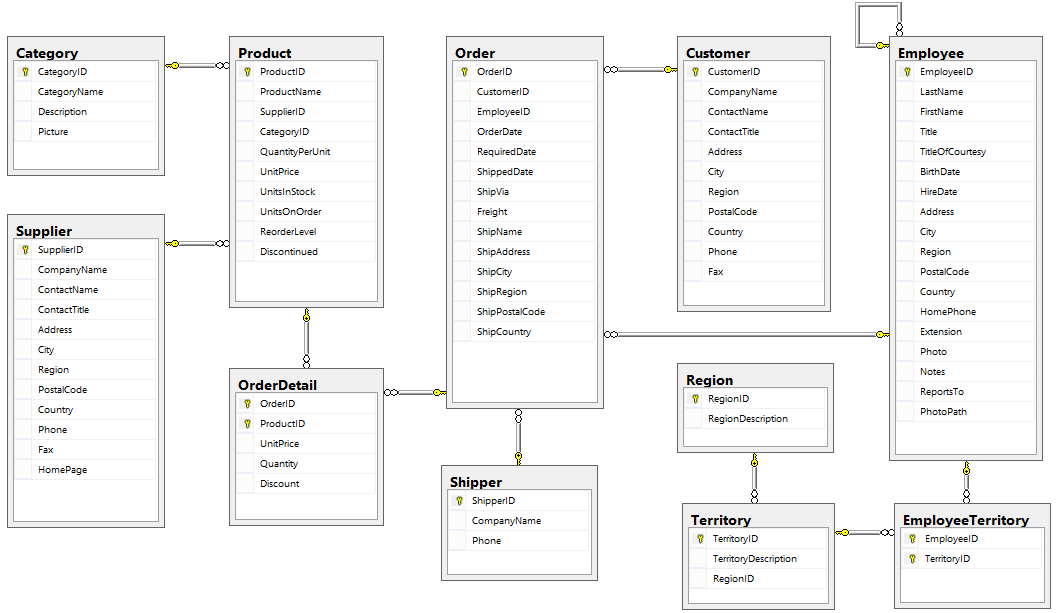 Category
CategoryID
CategoryName
Description
Picture
Product
ProductID
ProductName
SupplierID
CategoryID
QuantityPerUnit
UnitPrice
UnitsInStock
UnitsOnOrder
ReorderLevel
Discontinued
Order
OrderID
CustomerID
EmployeeID
OrderDate
RequiredDate
ShippedDate
ShipVia
Freight
ShipName
ShipAddress
ShipCity
ShipRegion
ShipPostalCode
ShipCountry
Customer
CustomerID
CompanyName
ContactName
ContactTitle
Address
City
Region
PostalCode
Country
Phone
Fax
Employee
EmployeeID
LastName
FirstName
Title
TitleOfCourtesy
BirthDate
HireDate
Address
City
Region
PostalCode
Country
HomePhone
Extension
Photo
Notes
ReportsTo
PhotoPath
Supplier
SupplierID
CompanyName
ContactName
ContactTitle
Address
City
Region
PostalCode
Country
Phone
Fax
HomePage
OrderDetail
OrderID
ProductID
UnitPrice
Quantity
Discount
Shipper
ShipperID
CompanyName
Phone
Region
RegionID
RegionDescription
Territory
TerritoryID
TerritoryDescription
RegionID
EmployeeTerritory
EmployeeID
TerritoryID